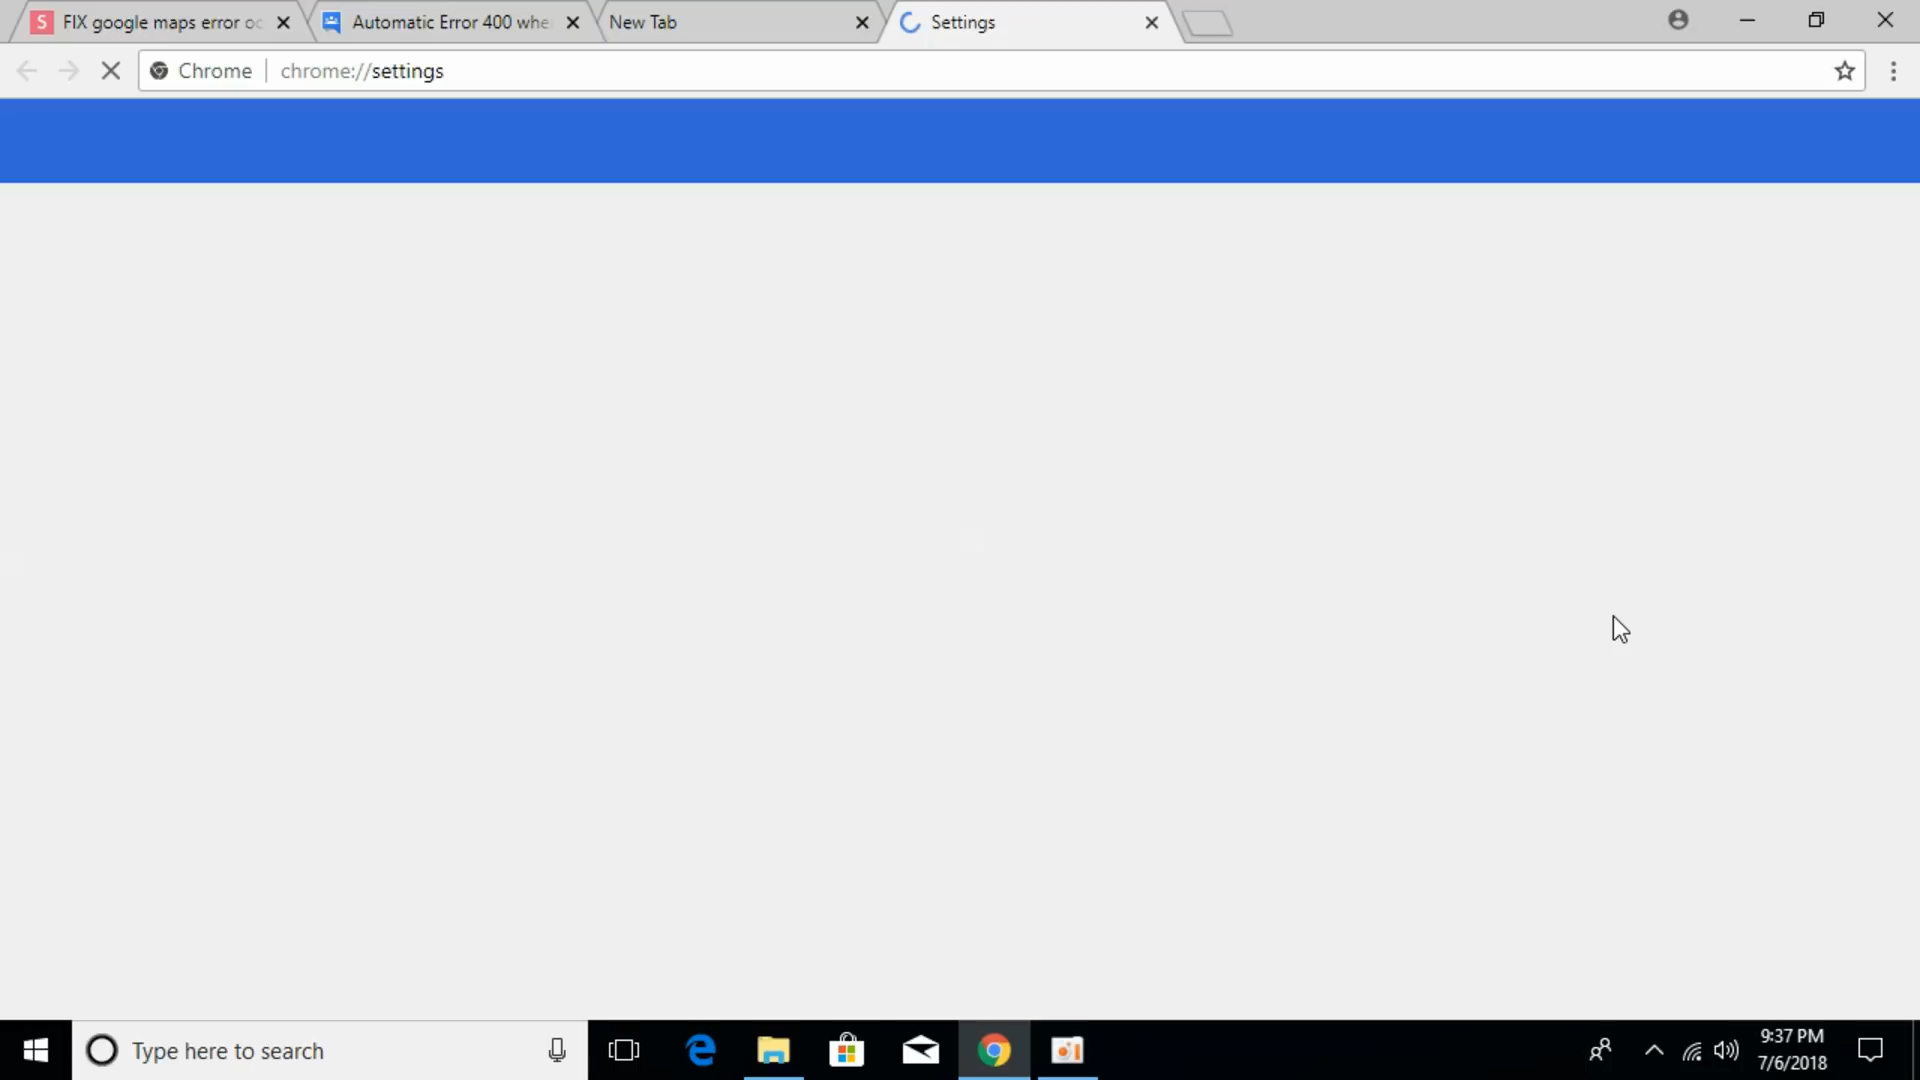 FIX google maps error oc
Automatic Error 400 whe
New Tab
Settings
Chrome
chrome://settings
Type here to search
9:37 PM
7/6/2018